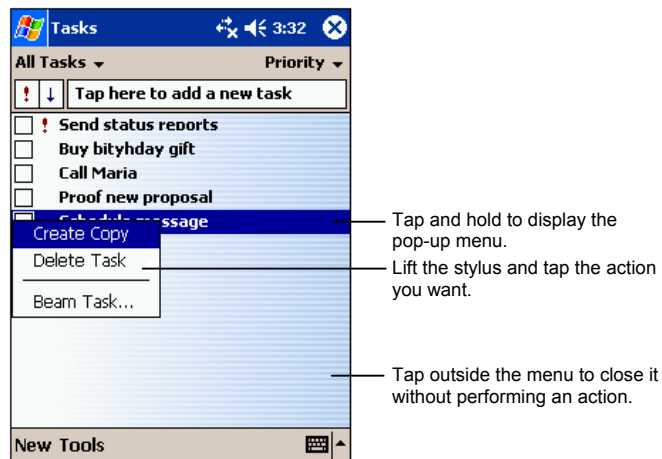 Tasks 3:32
All Tasks Priority
! ↓ Tap here to add a new task
! Send status reports
Buy bityhday gift
Call Maria
Proof new proposal
Schedule message
Create Copy
Delete Task
Beam Task...
New Tools
Tap and hold to display the
pop-up menu.
Lift the stylus and tap the action
you want.
Tap outside the menu to close it
without performing an action.